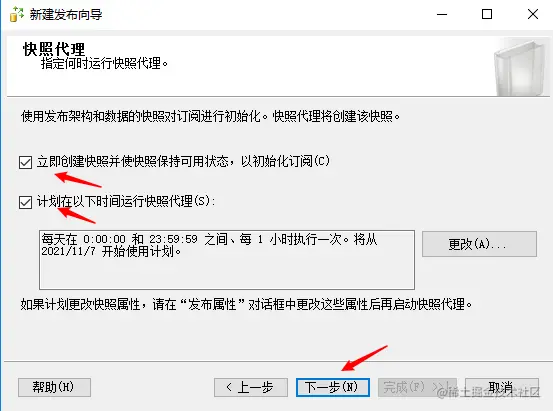 新建发布向导
快照代理
指定何时运行快照代理。
使用发布架构和数据的快照对订阅进行初始化。快照代理将创建该快照。
立即创建快照并使快照保持可用状态，以初始化订阅(C)
计划在以下时间运行快照代理(S):
每天在 0:00:00 和 23:59:59 之间、每 1 小时执行一次。将从
2021/11/7 开始使用计划。
更改(A)...
如果计划更改快照属性，请在“发布属性”对话框中更改这些属性后再启动快照代理。
帮助(H)
< 上一步
下一步(N)
完成(F) >>|
取消
@稀土掘金技术社区